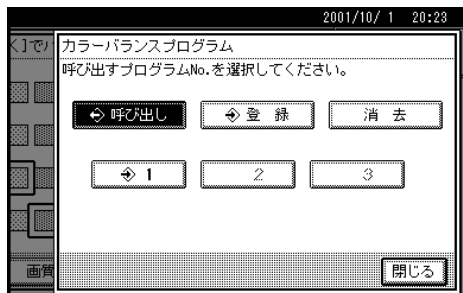 2001/10/ 1 20:23
カラーバランスプログラム
呼び出すプログラムNo.を選択してください。
呼び出し 登 録 消 去
1 2 3
画質
閉じる